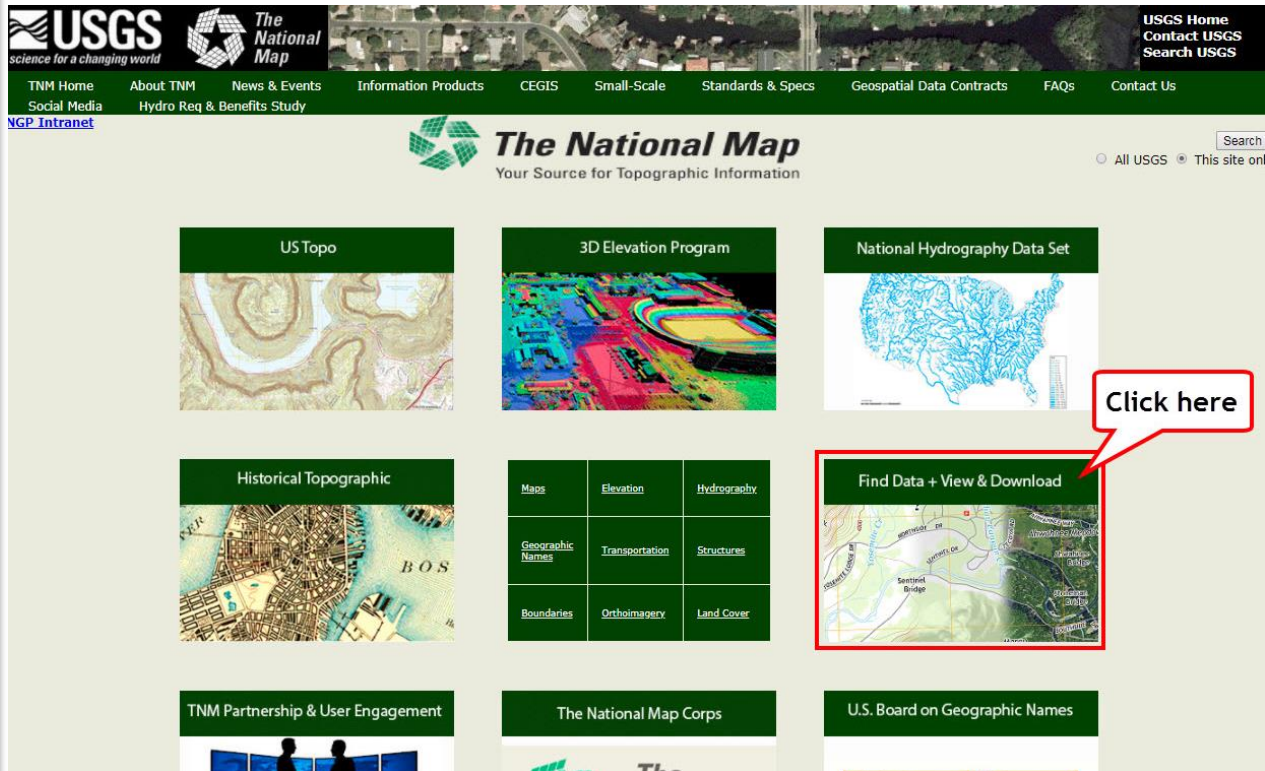 USGS
science for a changing world
The
National
Map
USGS Home
Contact USGS
Search USGS
TNM Home About TNM News & Events Information Products CEGIS Small-Scale Standards & Specs Geospatial Data Contracts FAQs Contact Us
Social Media Hydro Req & Benefits Study
NGP Intranet
The National Map
Your Source for Topographic Information
Search
All USGS This site onl
US Topo
3D Elevation Program
National Hydrography Data Set
Click here
Historical Topographic
BOS
Maps Elevation Hydrography
Geographic
Names
Transportation Structures
Boundaries Orthoimagery Land Cover
Find Data + View & Download
NORTHSIDE DR
SENTINEL DR
Sentinel
Bridge
TNM Partnership & User Engagement
The National Map Corps
U.S. Board on Geographic Names
The